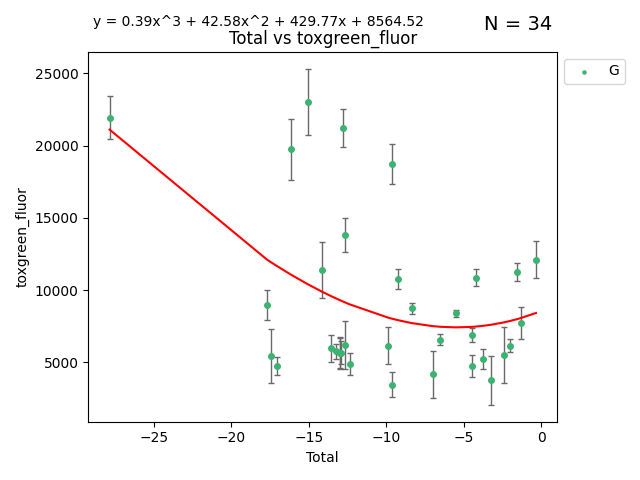 y = 0.39x^3 + 42.58x^2 + 429.77x + 8564.52
N = 34
Total vs toxgreen_fluor
G
25000
20000
15000
10000
5000
toxgreen_fluor
−25
−20
−15
−10
−5
0
Total